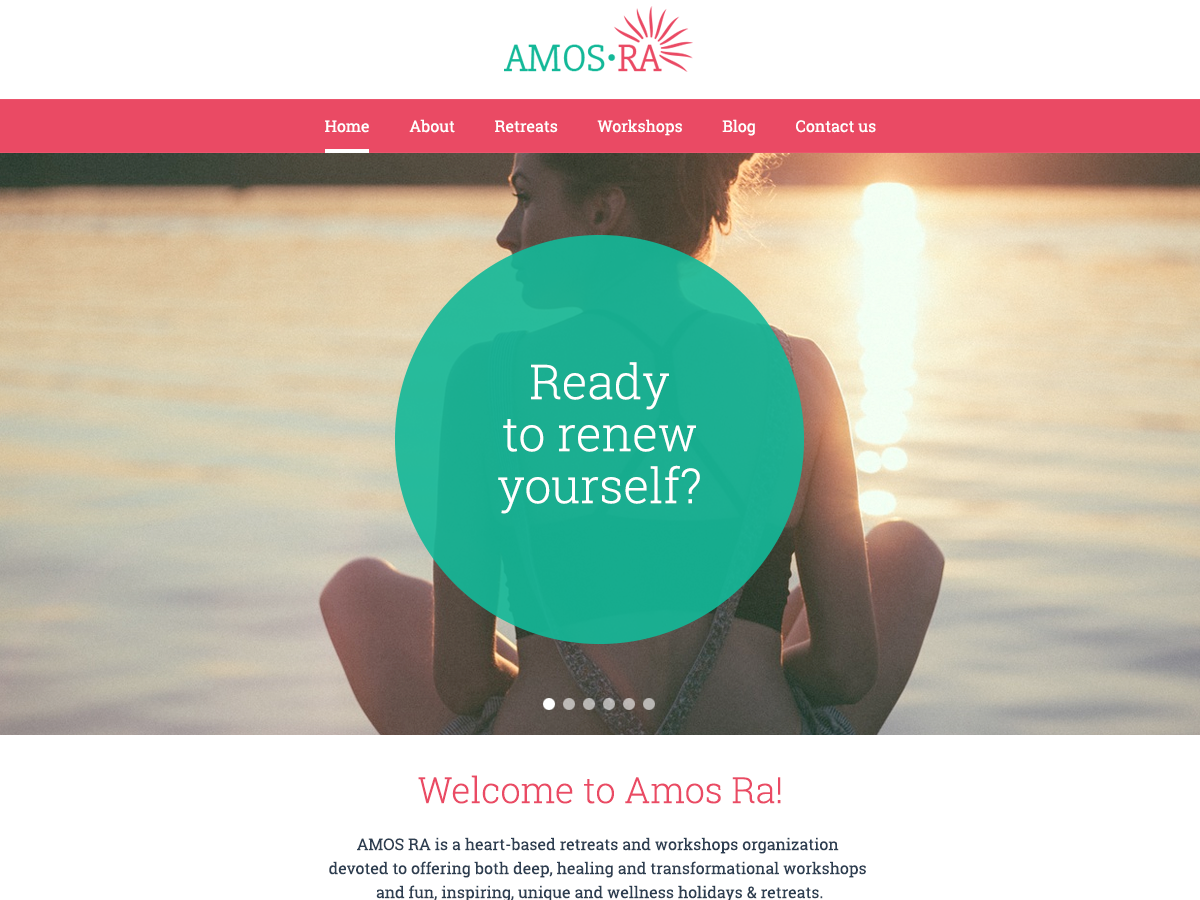 AMOS·RA
Home About Retreats Workshops Blog Contact us
Ready
to renew
yourself?
Welcome to Amos Ra!
AMOS RA is a heart-based retreats and workshops organization
devoted to offering both deep, healing and transformational workshops
and fun, inspiring, unique and wellness holidays & retreats.